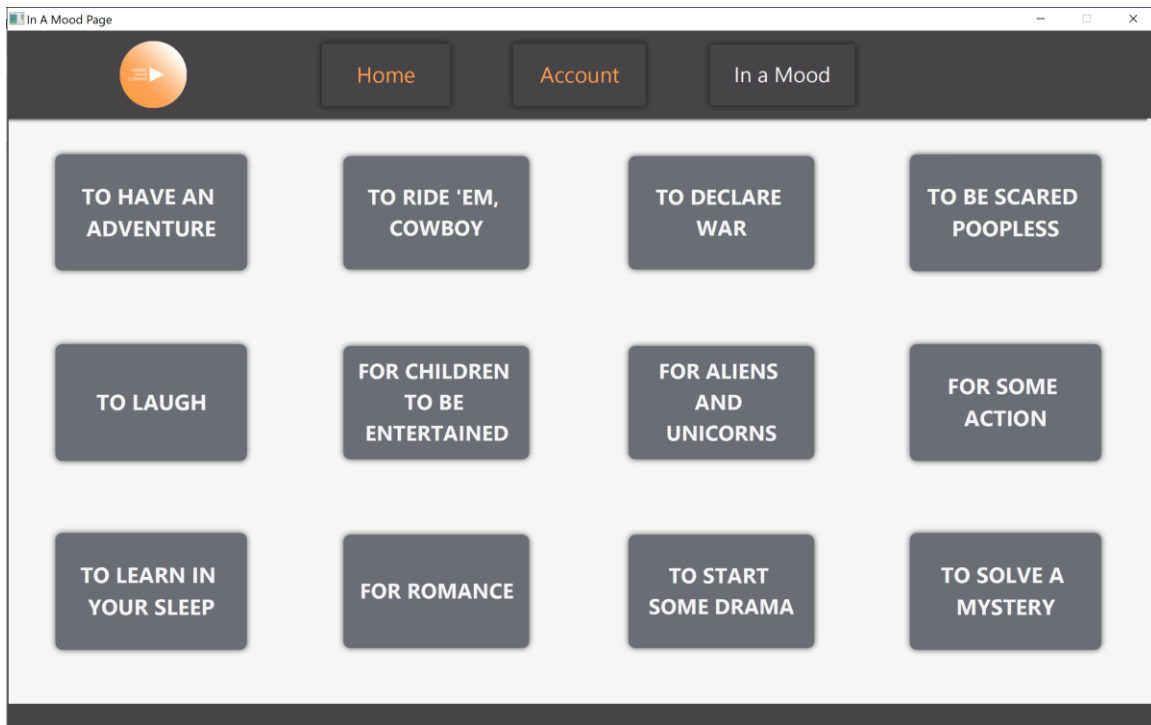 In A Mood Page
Home
Account
In a Mood
TO HAVE AN
ADVENTURE
TO RIDE 'EM,
COWBOY
TO DECLARE
WAR
TO BE SCARED
POOPLESS
TO LAUGH
FOR CHILDREN
TO BE
ENTERTAINED
FOR ALIENS
AND
UNICORNS
FOR SOME
ACTION
TO LEARN IN
YOUR SLEEP
FOR ROMANCE
TO START
SOME DRAMA
TO SOLVE A
MYSTERY